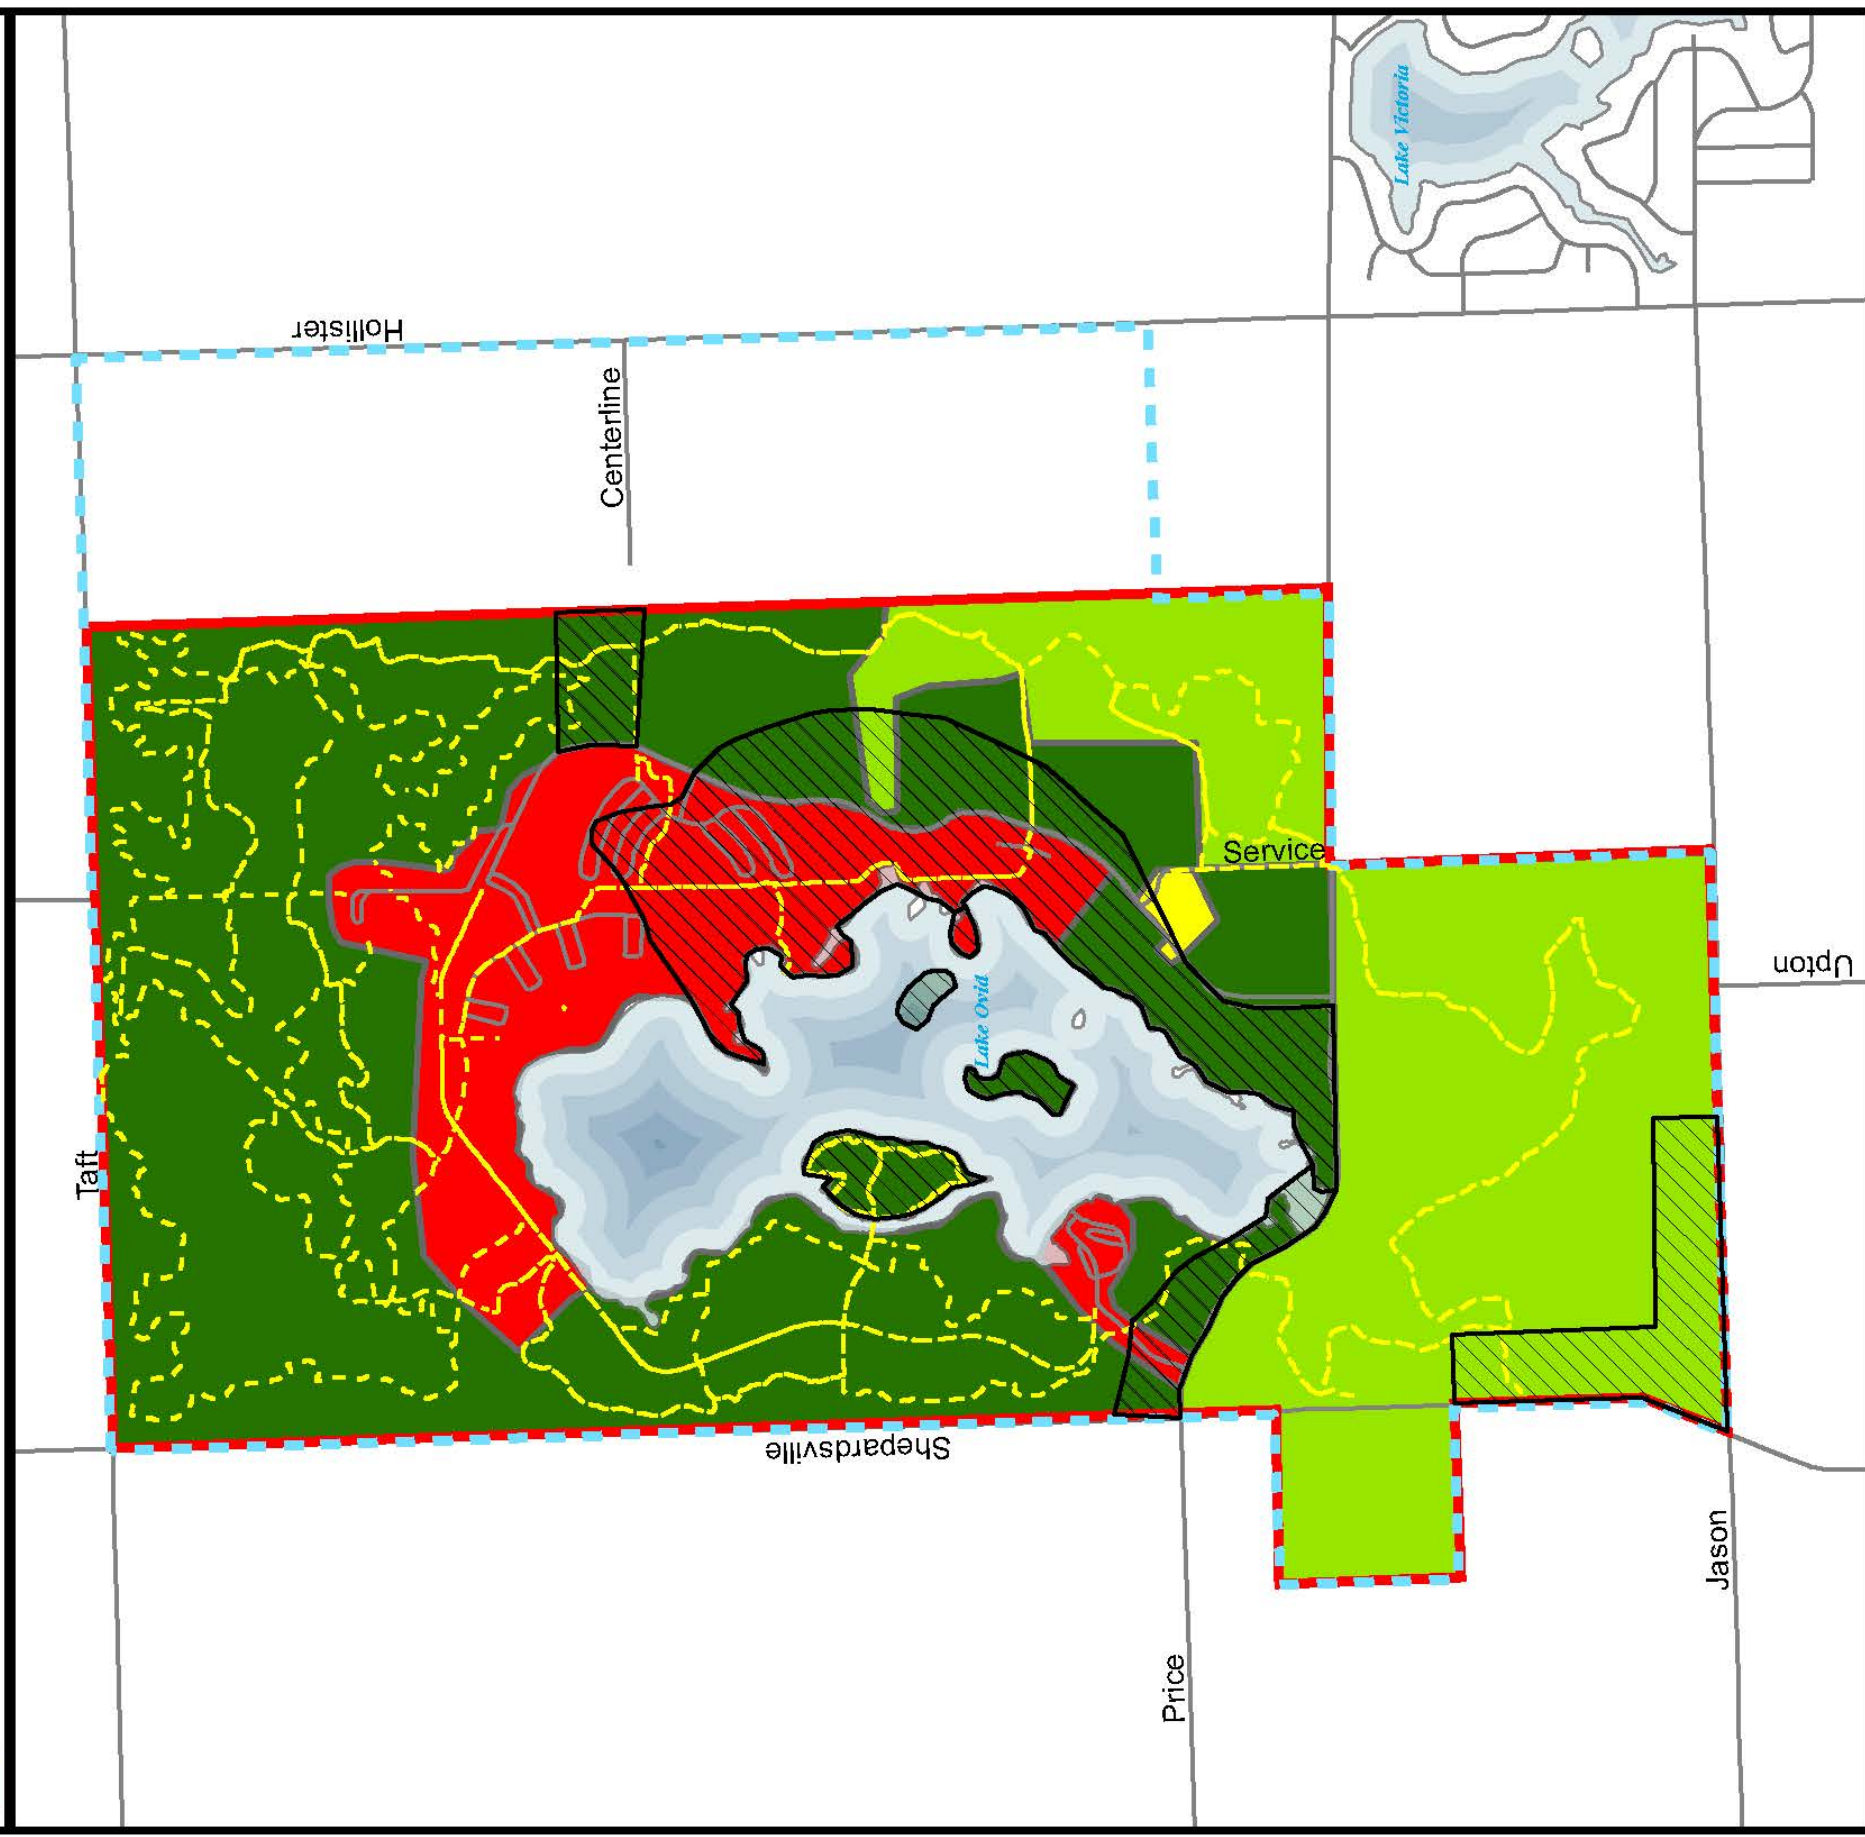 Lake Victoria
Hollister
Centerline
Service
Upton
Lake Ovid
Taft
Shepardsville
Jason
Price